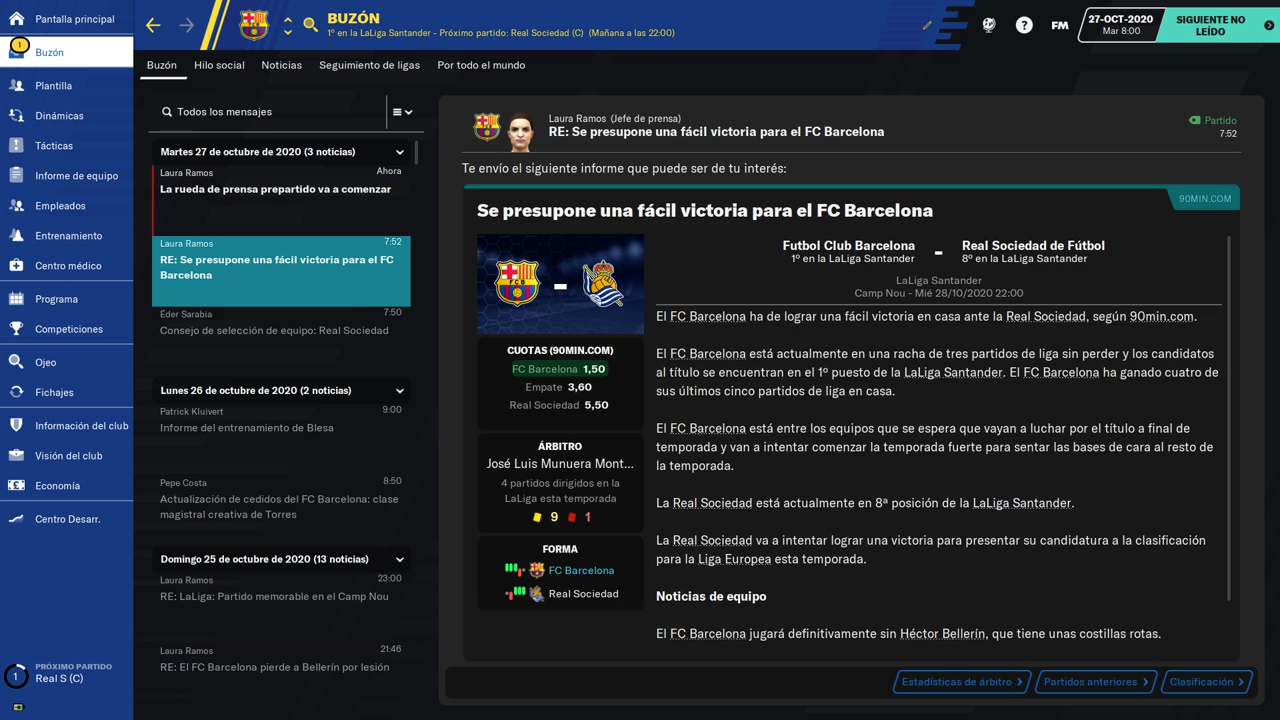 Pantalla principal
1
Buzón
Plantilla
Dinámicas
Tácticas
Informe de equipo
Empleados
Entrenamiento
Centro médico
Programa
Competiciones
Ojeo
Fichajes
Información del club
Visión del club
Economía
Centro Desarr.
1
PRÓXIMO PARTIDO
Real S (C)
BUZÓN
1º en la LaLiga Santander - Próximo partido: Real Sociedad (C) (Mañana a las 22:00)
?
FM
27-OCT-2020
Mar 8:00
SIGUIENTE NO
LEÍDO
Buzón
Hilo social
Noticias
Seguimiento de ligas
Por todo el mundo
Todos los mensajes
Martes 27 de octubre de 2020 (3 noticias)
Laura Ramos
Ahora
La rueda de prensa prepartido va a comenzar
Laura Ramos
7:52
RE: Se presupone una fácil victoria para el FC
Barcelona
Éder Sarabia
7:50
Consejo de selección de equipo: Real Sociedad
Lunes 26 de octubre de 2020 (2 noticias)
Patrick Kluivert
9:00
Informe del entrenamiento de Blesa
Pepe Costa
8:50
Actualización de cedidos del FC Barcelona: clase
magistral creativa de Torres
Domingo 25 de octubre de 2020 (13 noticias)
Laura Ramos
23:00
RE: LaLiga: Partido memorable en el Camp Nou
Laura Ramos
21:46
RE: El FC Barcelona pierde a Bellerín por lesión
Laura Ramos (Jefe de prensa)
RE: Se presupone una fácil victoria para el FC Barcelona
Partido
7:52
Te envío el siguiente informe que puede ser de tu interés:
90MIN.COM
Se presupone una fácil victoria para el FC Barcelona
FCB
-
CUOTAS (90MIN.COM)
FC Barcelona 1,50
Empate 3,60
Real Sociedad 5,50
ÁRBITRO
José Luis Munuera Mont...
4 partidos dirigidos en la
LaLiga esta temporada
9 1
FORMA
FC Barcelona
Real Sociedad
Futbol Club Barcelona
1º en la LaLiga Santander
-
Real Sociedad de Fútbol
8º en la LaLiga Santander
LaLiga Santander
Camp Nou - Mié 28/10/2020 22:00
El FC Barcelona ha de lograr una fácil victoria en casa ante la Real Sociedad, según 90min.com.
El FC Barcelona está actualmente en una racha de tres partidos de liga sin perder y los candidatos
al título se encuentran en el 1º puesto de la LaLiga Santander. El FC Barcelona ha ganado cuatro de
sus últimos cinco partidos de liga en casa.
El FC Barcelona está entre los equipos que se espera que vayan a luchar por el título a final de
temporada y van a intentar comenzar la temporada fuerte para sentar las bases de cara al resto de
la temporada.
La Real Sociedad está actualmente en 8ª posición de la LaLiga Santander.
La Real Sociedad va a intentar lograr una victoria para presentar su candidatura a la clasificación
para la Liga Europea esta temporada.
Noticias de equipo
El FC Barcelona jugará definitivamente sin Héctor Bellerín, que tiene unas costillas rotas.
Estadísticas de árbitro
Partidos anteriores
Clasificación